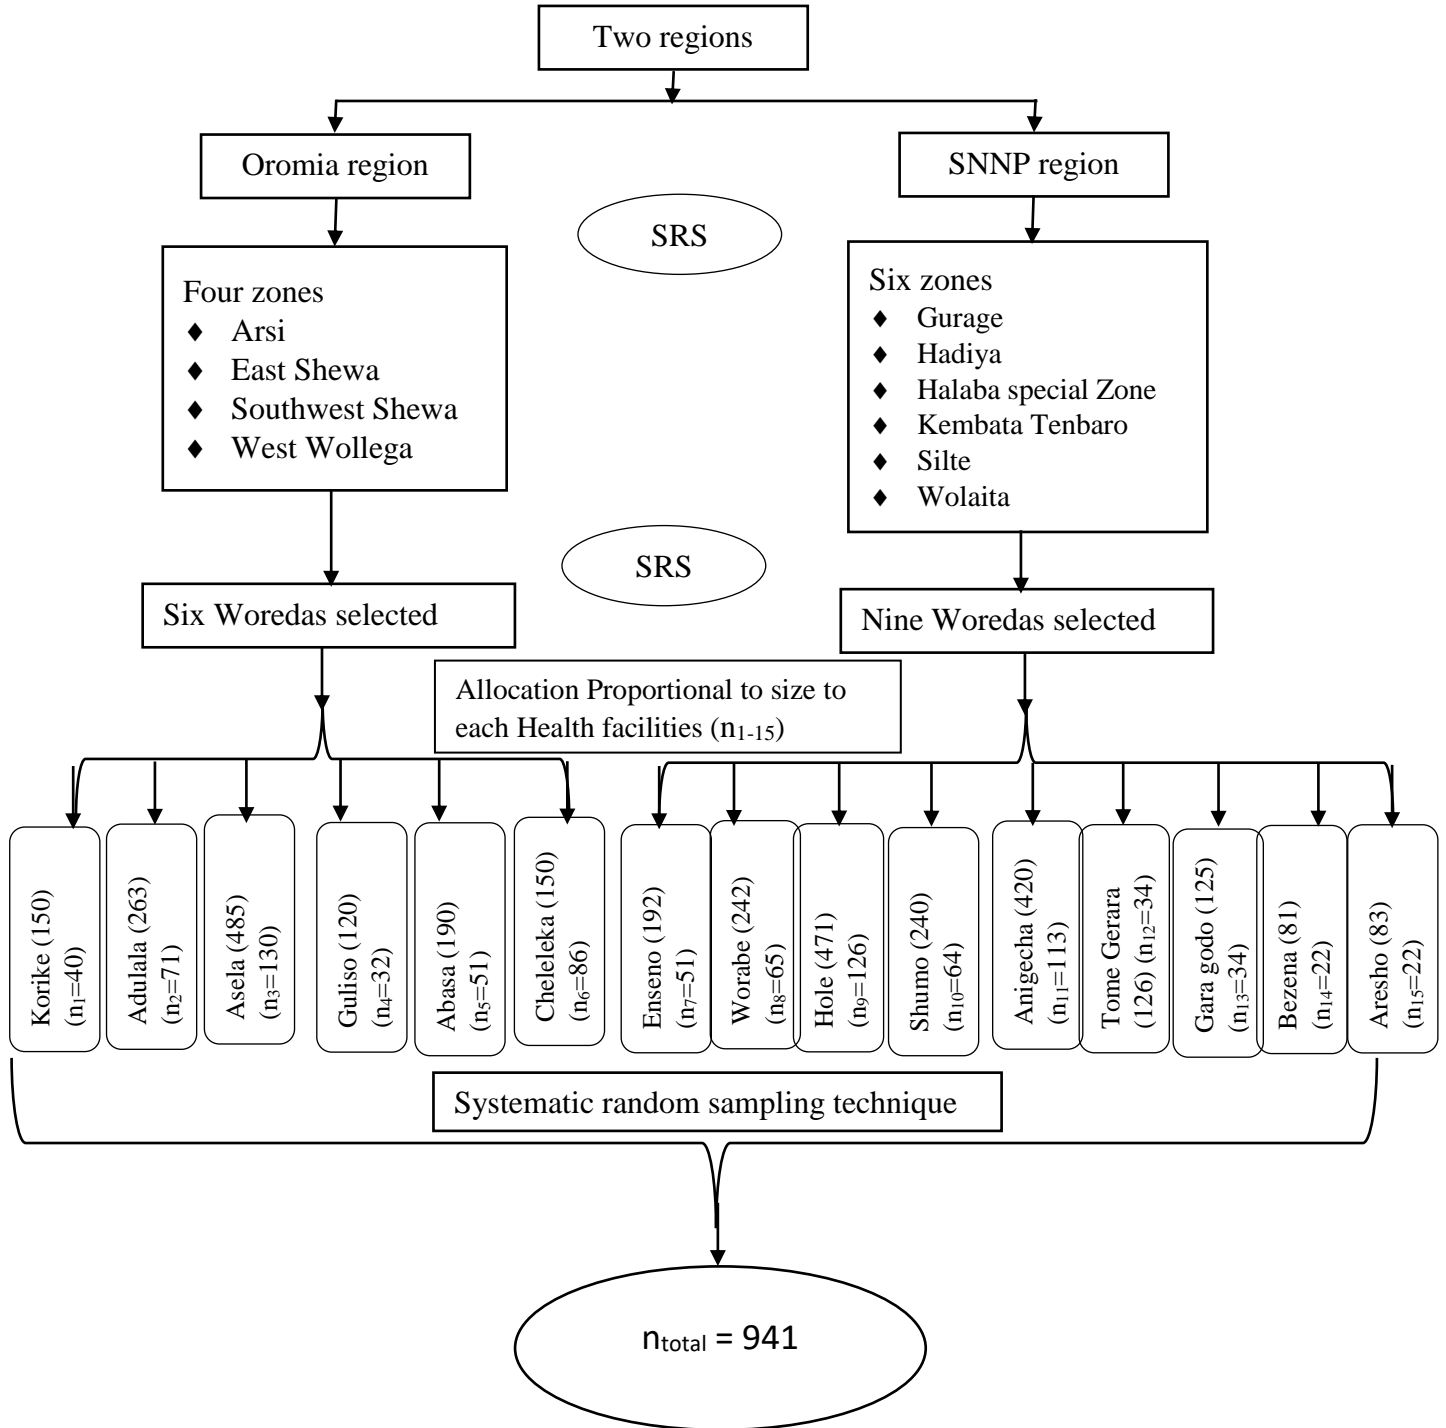 Two regions
Oromia region
SNNP region
SRS
Four zones
♦ Arsi
♦ East Shewa
♦ Southwest Shewa
♦ West Wollega
Six zones
♦ Gurage
♦ Hadiya
♦ Halaba special Zone
♦ Kembata Tenbaro
♦ Silte
♦ Wolaita
SRS
Six Woredas selected
Nine Woredas selected
Allocation Proportional to size to
each Health facilities (n1-15)
Korike (150)
(n1=40)
Adulala (263)
(n2=71)
Asela (485)
(n3=130)
Guliso (120)
(n4=32)
Abasa (190)
(n5=51)
Cheleleka (150)
(n6=86)
Enseno (192)
(n7=51)
Worabe (242)
(n8=65)
Hole (471)
(n9=126)
Shumo (240)
(n10=64)
Anigecha (420)
(n11=113)
Tome Gerara
(126) (n12=34)
Gara godo (125)
(n13=34)
Bezena (81)
(n14=22)
Aresho (83)
(n15=22)
Systematic random sampling technique
ntotal = 941